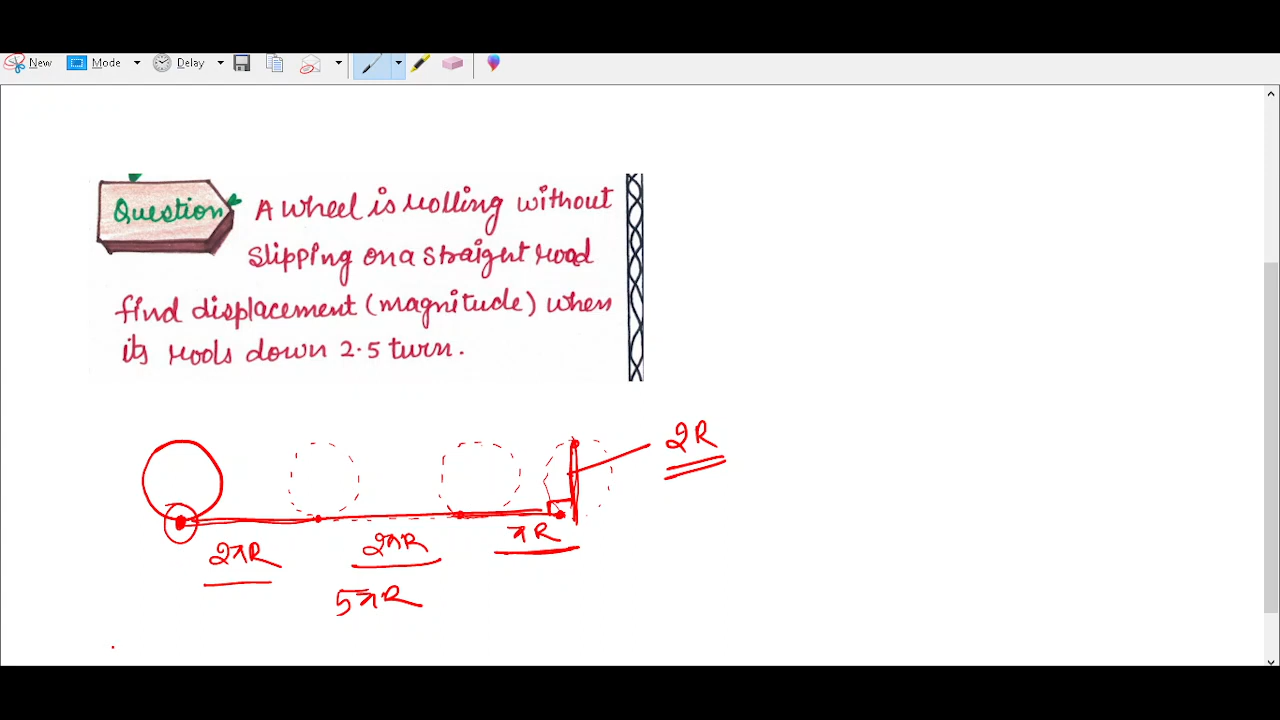 New Mode Delay
Question A wheel is rolling without
slipping on a straight road
find displacement (magnitude) when
its rools down 2.5 turn.
2R
2πR 2πR πR
5πR